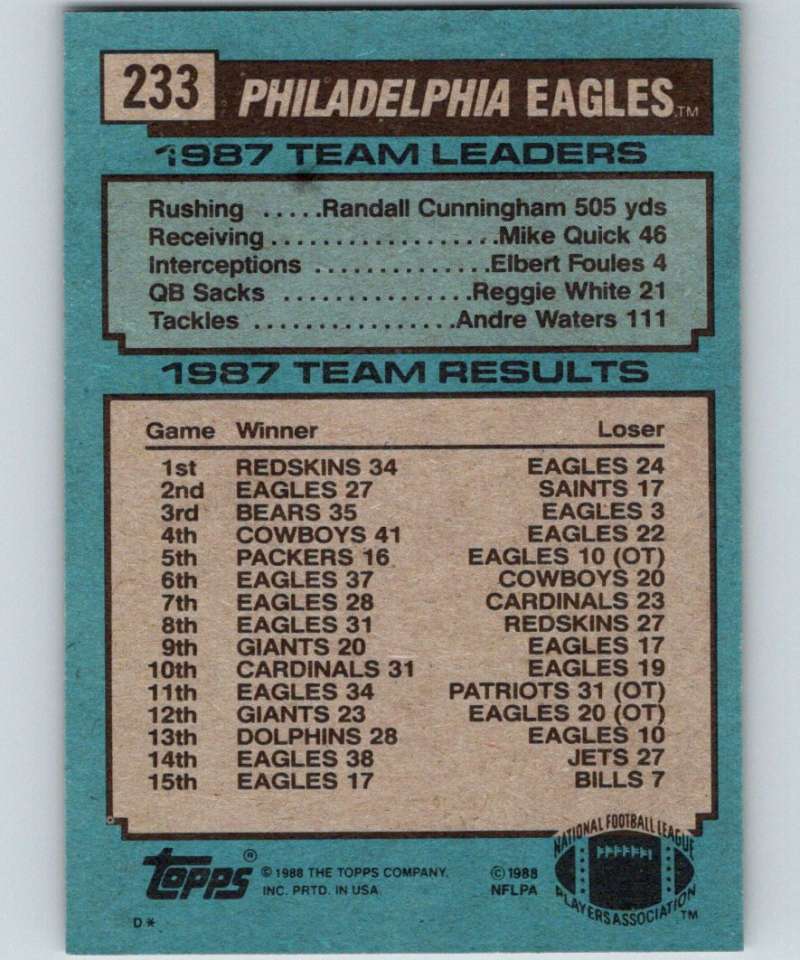 233 PHILADELPHIA EAGLES™
1987 TEAM LEADERS
Rushing .....Randall Cunningham 505 yds
Receiving...................Mike Quick 46
Interceptions ...............Elbert Foules 4
QB Sacks ................Reggie White 21
Tackles .................Andre Waters 111
1987 TEAM RESULTS
Game Winner Loser
1st REDSKINS 34 EAGLES 24
2nd EAGLES 27 SAINTS 17
3rd BEARS 35 EAGLES 3
4th COWBOYS 41 EAGLES 22
5th PACKERS 16 EAGLES 10 (OT)
6th EAGLES 37 COWBOYS 20
7th EAGLES 28 CARDINALS 23
8th EAGLES 31 REDSKINS 27
9th GIANTS 20 EAGLES 17
10th CARDINALS 31 EAGLES 19
11th EAGLES 34 PATRIOTS 31 (OT)
12th GIANTS 23 EAGLES 20 (OT)
13th DOLPHINS 28 EAGLES 10
14th EAGLES 38 JETS 27
15th EAGLES 17 BILLS 7
TOPPS®
© 1988 THE TOPPS COMPANY,
INC. PRTD. IN USA
© 1988
NFLPA
NATIONAL FOOTBALL LEAGUE
PLAYERS ASSOCIATION ™
D*